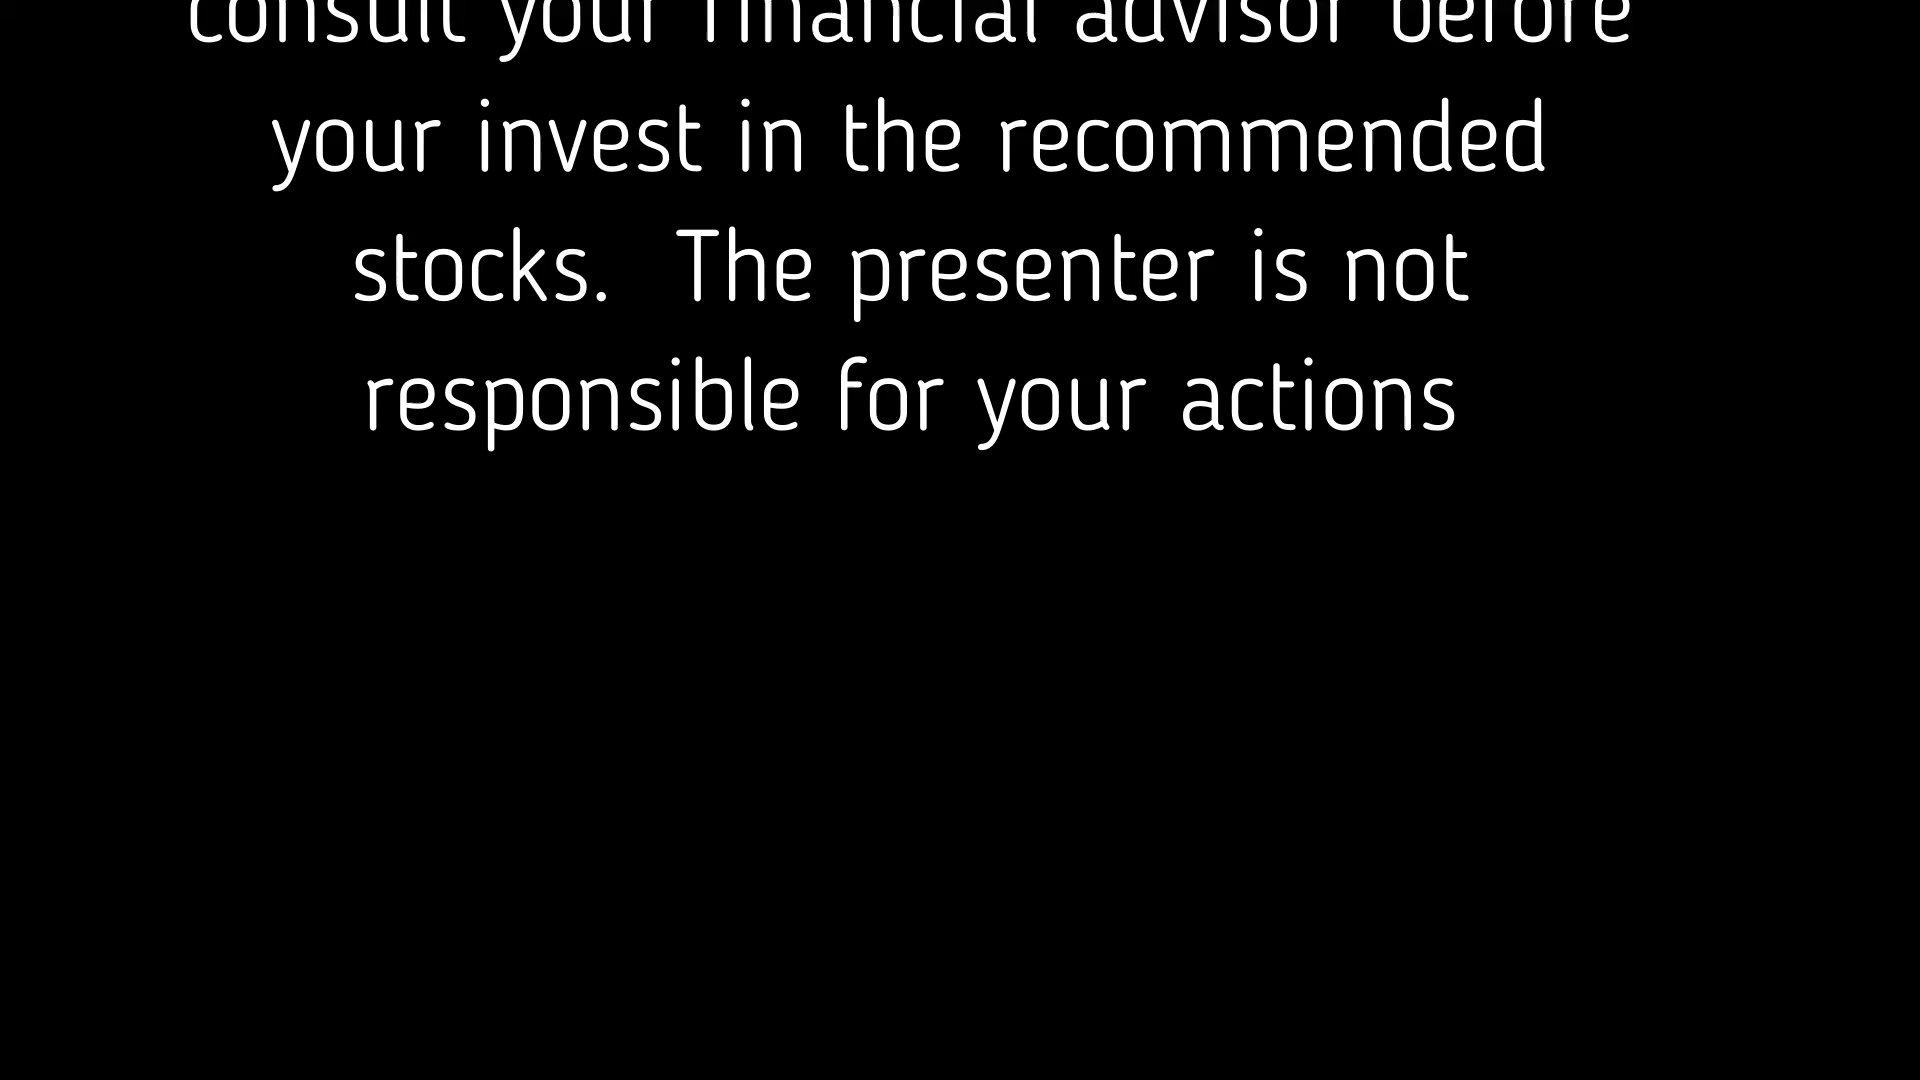 consult your financial advisor before
your invest in the recommended
stocks.  The presenter is not
responsible for your actions